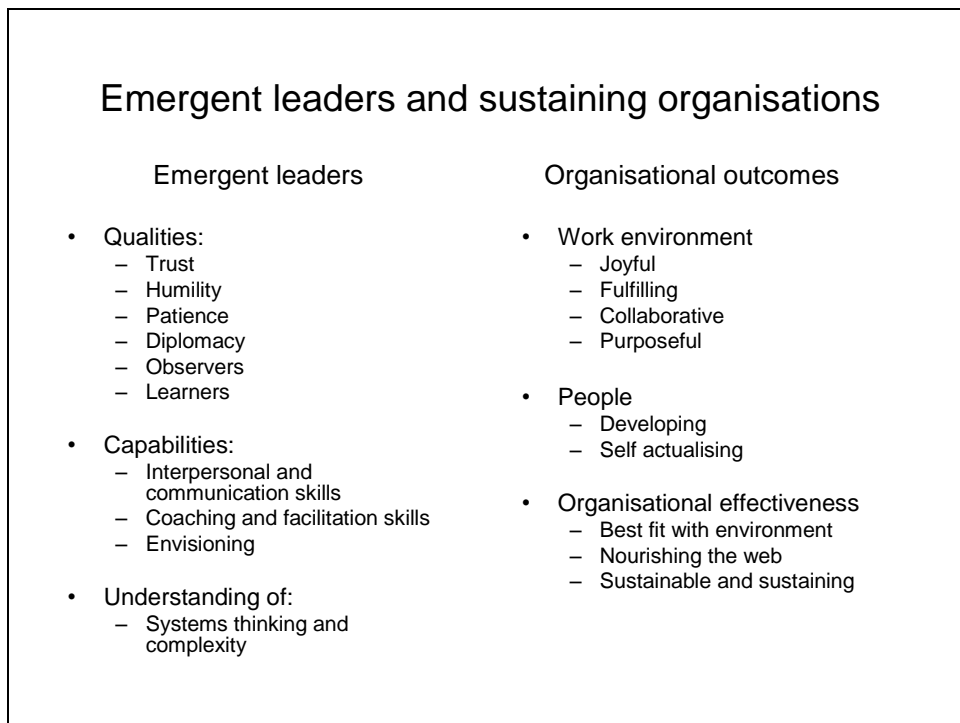 Emergent leaders and sustaining organisations
Emergent leaders
• Qualities:
– Trust
– Humility
– Patience
– Diplomacy
– Observers
– Learners
• Capabilities:
– Interpersonal and
communication skills
– Coaching and facilitation skills
– Envisioning
• Understanding of:
– Systems thinking and
complexity
Organisational outcomes
• Work environment
– Joyful
– Fulfilling
– Collaborative
– Purposeful
• People
– Developing
– Self actualising
• Organisational effectiveness
– Best fit with environment
– Nourishing the web
– Sustainable and sustaining